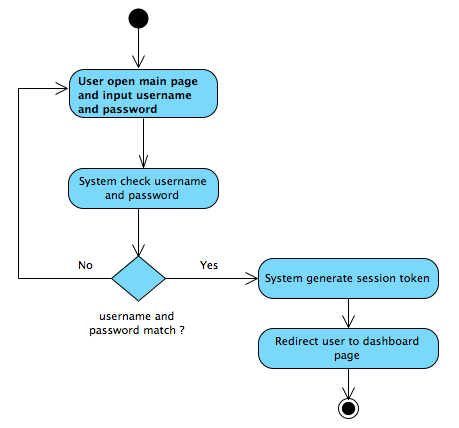 User open main page
and input username
and password
System check username
and password
No
Yes
username and
password match ?
System generate session token
Redirect user to dashboard
page